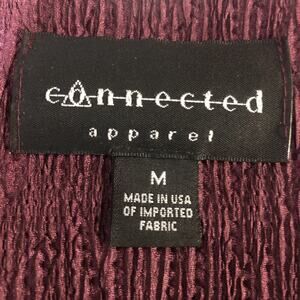 connected
apparel
M
MADE IN USA
OF IMPORTED
FABRIC